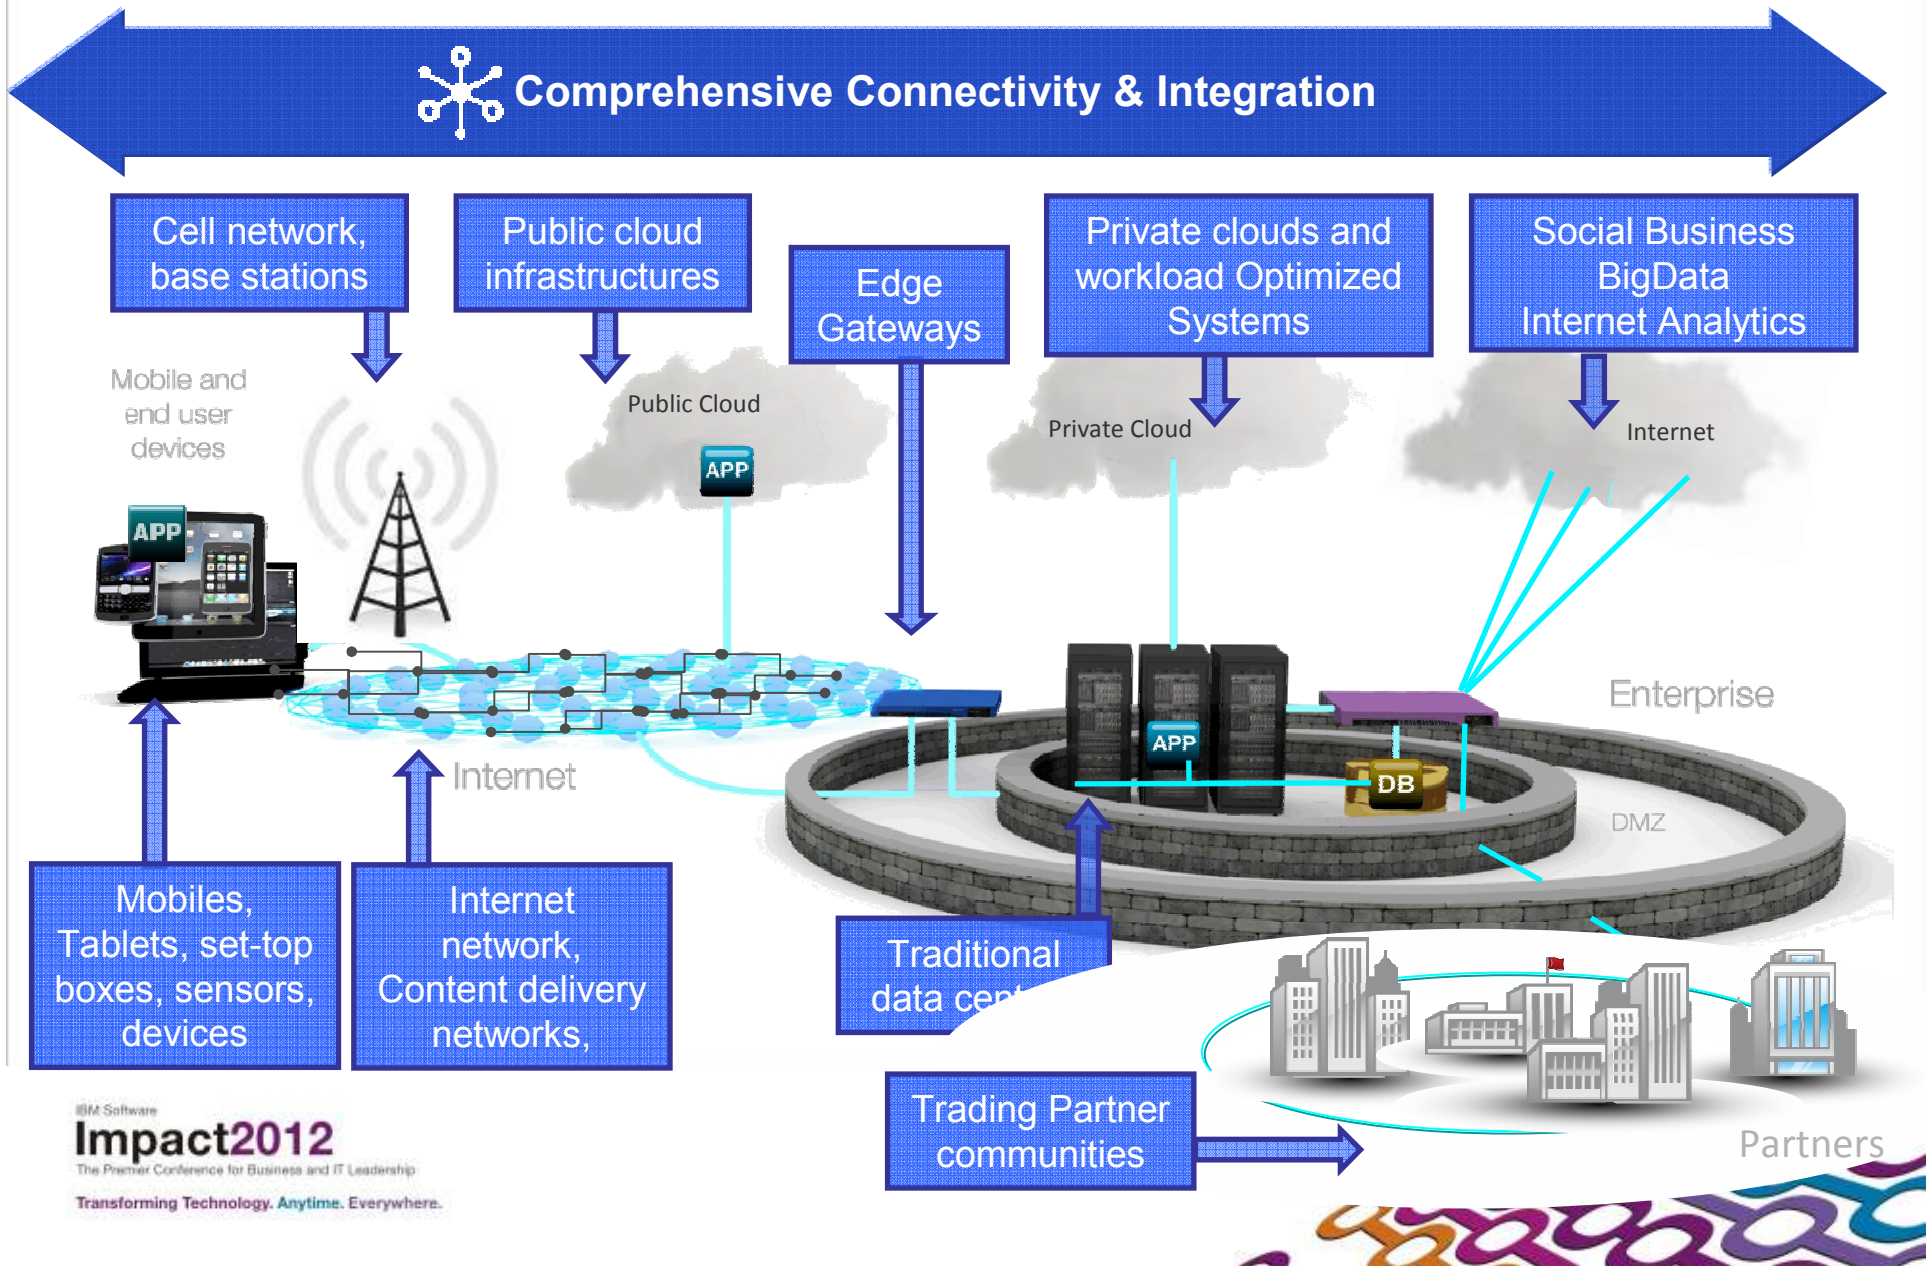 Comprehensive Connectivity & Integration
Cell network,
base stations
Public cloud
infrastructures
Edge
Gateways
Private clouds and
workload Optimized
Systems
Social Business
BigData
Internet Analytics
Mobile and
end user
devices
Public Cloud
Private Cloud
Internet
APP
APP
APP
DB
Enterprise
Internet
DMZ
Mobiles,
Tablets, set-top
boxes, sensors,
devices
Internet
network,
Content delivery
networks,
Traditional
data cent
Trading Partner
communities
Partners
IBM Software
Impact2012
The Premier Conference for Business and IT Leadership
Transforming Technology. Anytime. Everywhere.